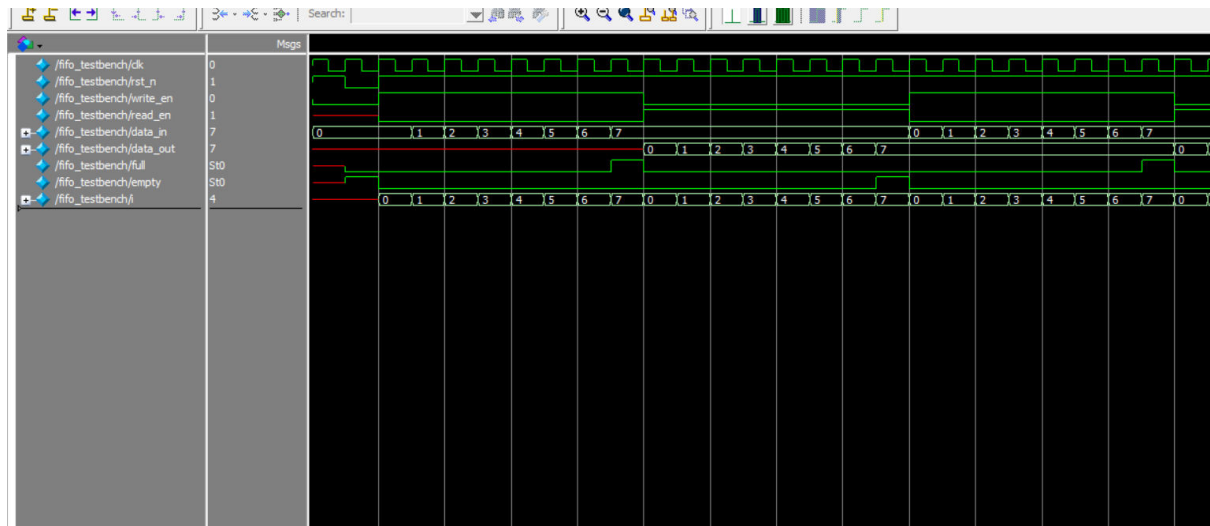 Search:
Msgs
/fifo_testbench/clk 0
/fifo_testbench/rst_n 1
/fifo_testbench/write_en 0
/fifo_testbench/read_en 1
/fifo_testbench/data_in 7 0 1 2 3 4 5 6 7 0 1 2 3 4 5 6 7
/fifo_testbench/data_out 7 0 1 2 3 4 5 6 7 0
/fifo_testbench/full St0
/fifo_testbench/empty St0
/fifo_testbench/i 4 0 1 2 3 4 5 6 7 0 1 2 3 4 5 6 7 0 1 2 3 4 5 6 7 0